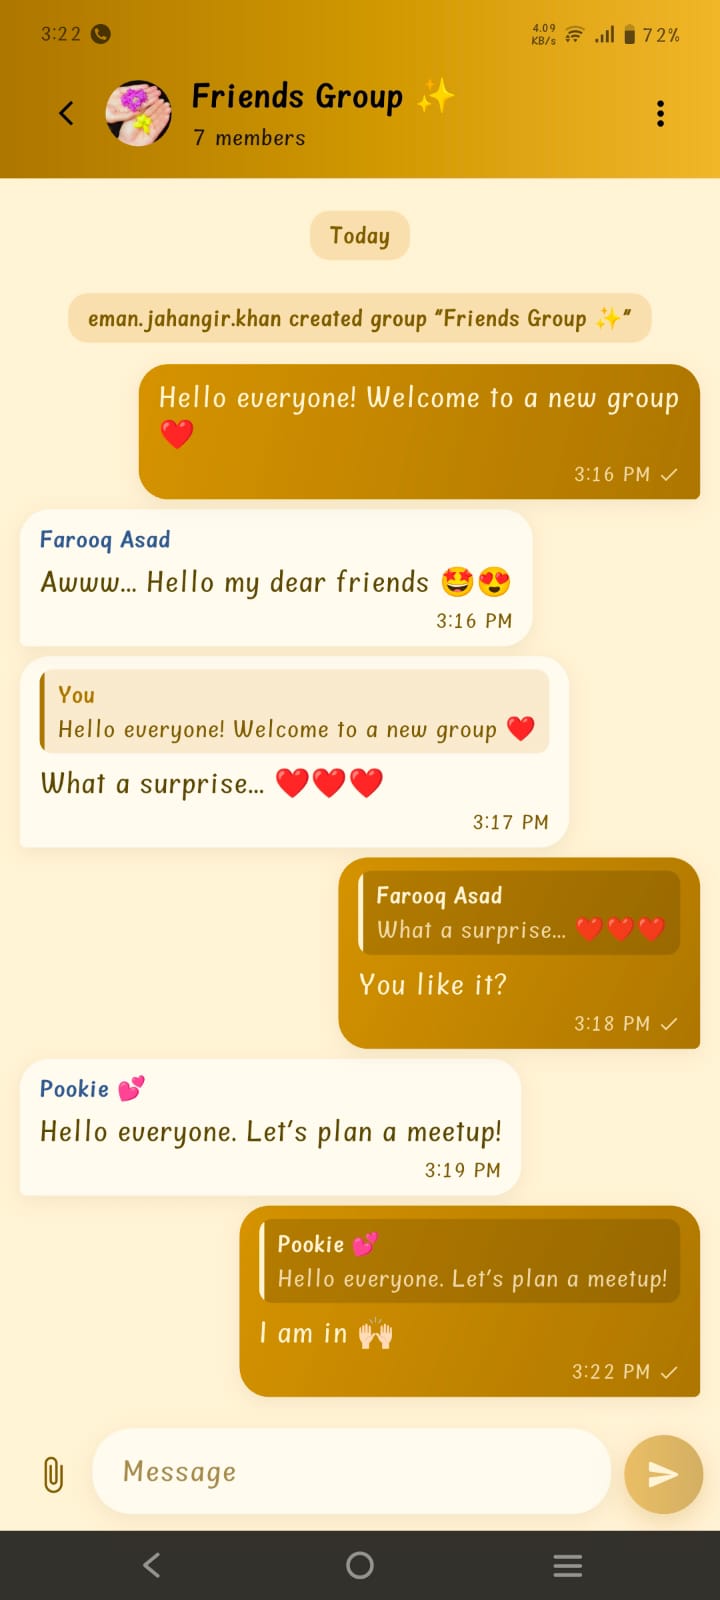 3:22 4.09 KB/s 72%
Friends Group ✨
7 members
Today
eman.jahangir.khan created group "Friends Group ✨"
Hello everyone! Welcome to a new group
❤️
3:16 PM
Farooq Asad
Awww... Hello my dear friends 🤩😍
3:16 PM
You
Hello everyone! Welcome to a new group ❤️
What a surprise... ❤️❤️❤️
3:17 PM
Farooq Asad
What a surprise... ❤️❤️❤️
You like it?
3:18 PM
Pookie 💕
Hello everyone. Let's plan a meetup!
3:19 PM
Pookie 💕
Hello everyone. Let's plan a meetup!
I am in 🙌🏻
3:22 PM
Message